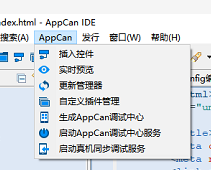 ndex.html - AppCan IDE
搜索(A) AppCan 发行 窗口(W) 帮助(H)
插入控件
实时预览
更新管理器
自定义插件管理
生成AppCan调试中心
启动AppCan调试中心服务
启动真机同步调试服务
nfig